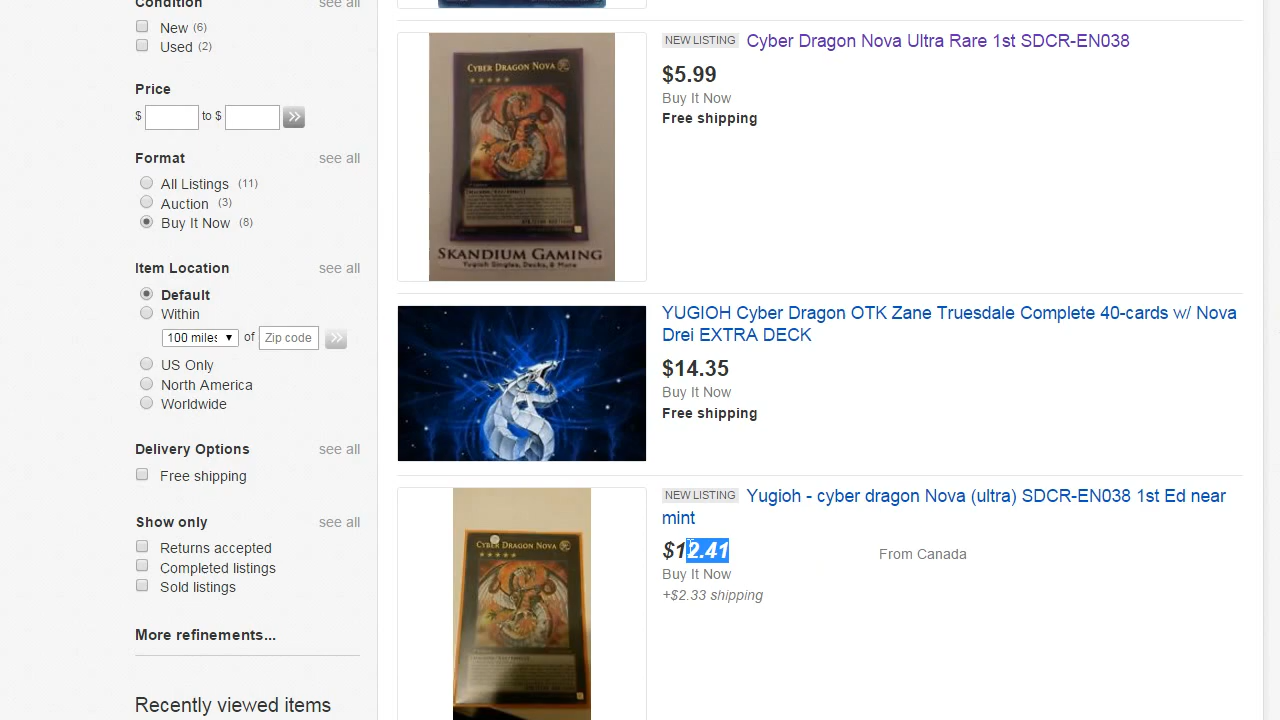 Condition see all
New (6)
Used (2)
Price
$ to $
Format see all
All Listings (11)
Auction (3)
Buy It Now (8)
Item Location see all
Default
Within
100 miles of Zip code
US Only
North America
Worldwide
Delivery Options see all
Free shipping
Show only see all
Returns accepted
Completed listings
Sold listings
More refinements...
Recently viewed items
NEW LISTING Cyber Dragon Nova Ultra Rare 1st SDCR-EN038
$5.99
Buy It Now
Free shipping
CYBER DRAGON NOVA
SKANDIUM GAMING
Yugioh Singles, Decks, & More
YUGIOH Cyber Dragon OTK Zane Truesdale Complete 40-cards w/ Nova
Drei EXTRA DECK
$14.35
Buy It Now
Free shipping
NEW LISTING Yugioh - cyber dragon Nova (ultra) SDCR-EN038 1st Ed near
mint
$12.41
From Canada
Buy It Now
+$2.33 shipping
CYBER DRAGON NOVA